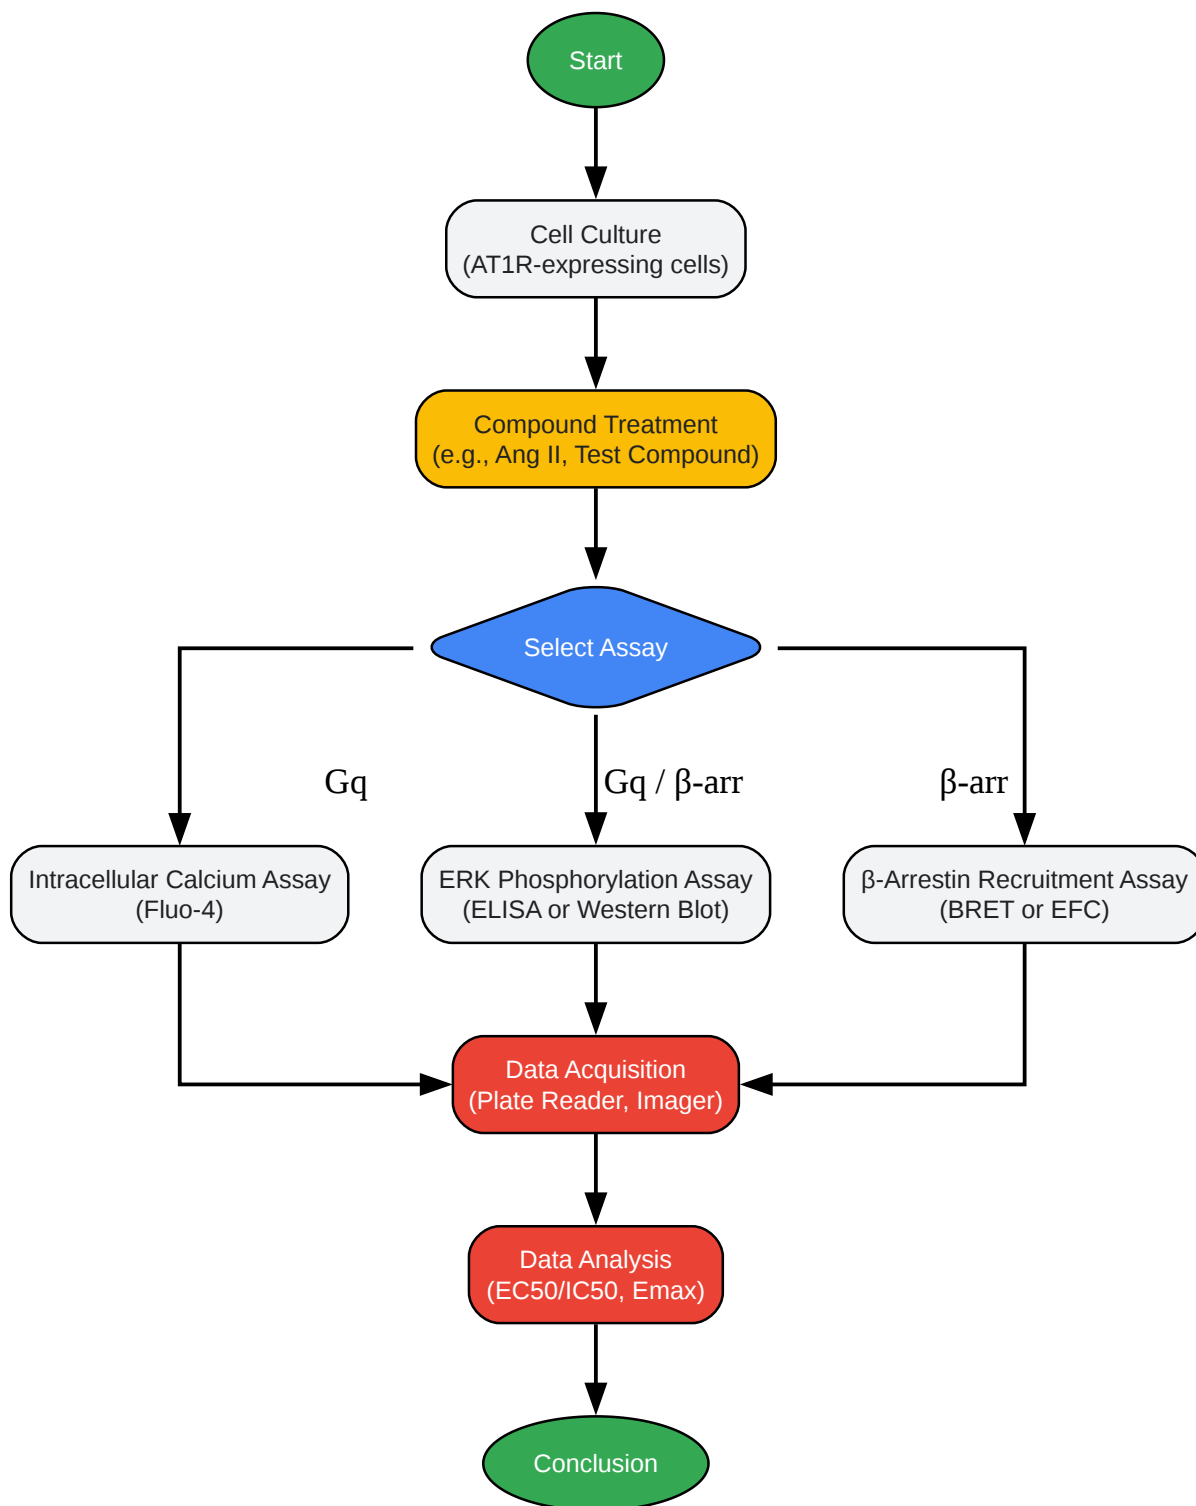 Start
Cell Culture
(AT1R-expressing cells)
Compound Treatment
(e.g., Ang II, Test Compound)
Select Assay
Gq
Gq / β-arr
β-arr
Intracellular Calcium Assay
(Fluo-4)
ERK Phosphorylation Assay
(ELISA or Western Blot)
β-Arrestin Recruitment Assay
(BRET or EFC)
Data Acquisition
(Plate Reader, Imager)
Data Analysis
(EC50/IC50, Emax)
Conclusion